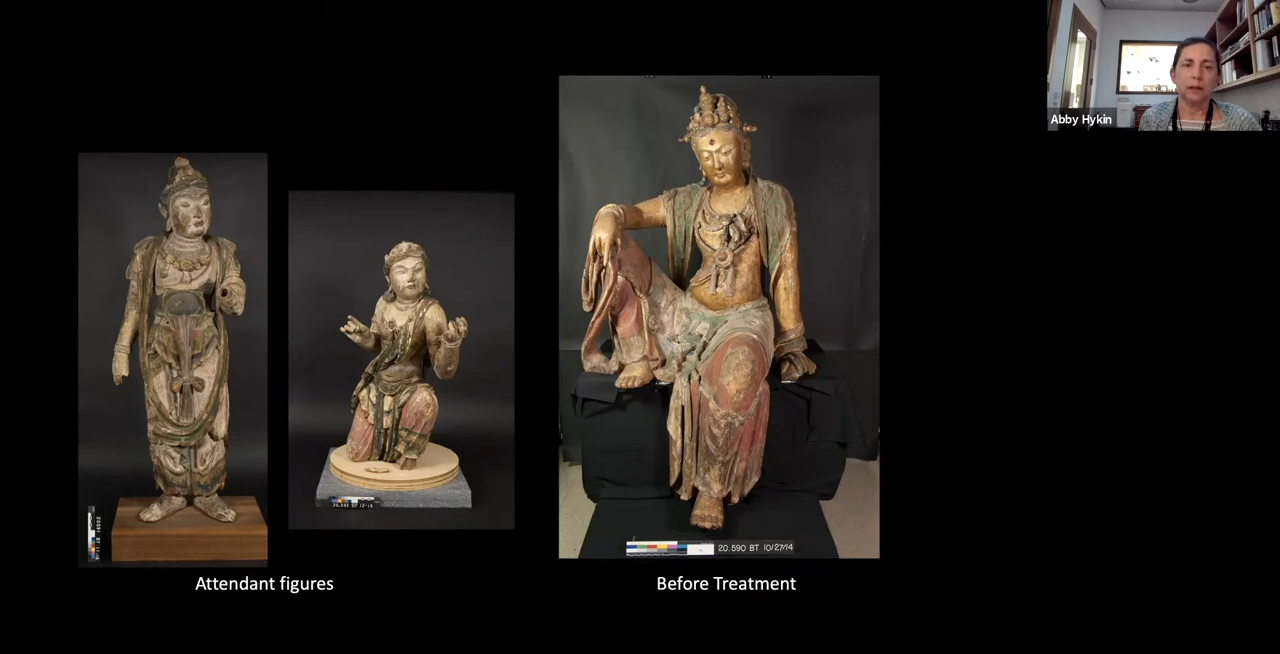 Abby Hykin
20.590 BT 10/27/14
Attendant figures
Before Treatment